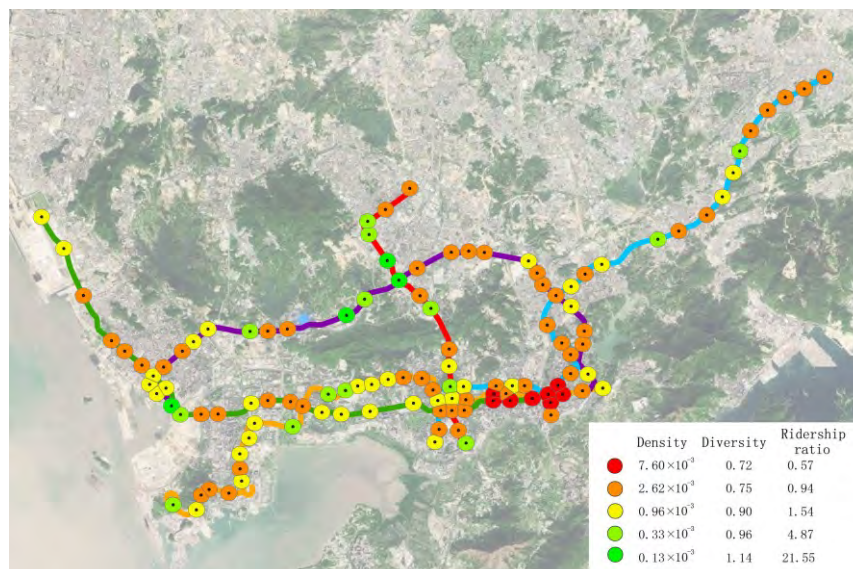 Density Diversity Ridership ratio
7.60×10⁻³ 0.72 0.57
2.62×10⁻³ 0.75 0.94
0.96×10⁻³ 0.90 1.54
0.33×10⁻³ 0.96 4.87
0.13×10⁻³ 1.14 21.55